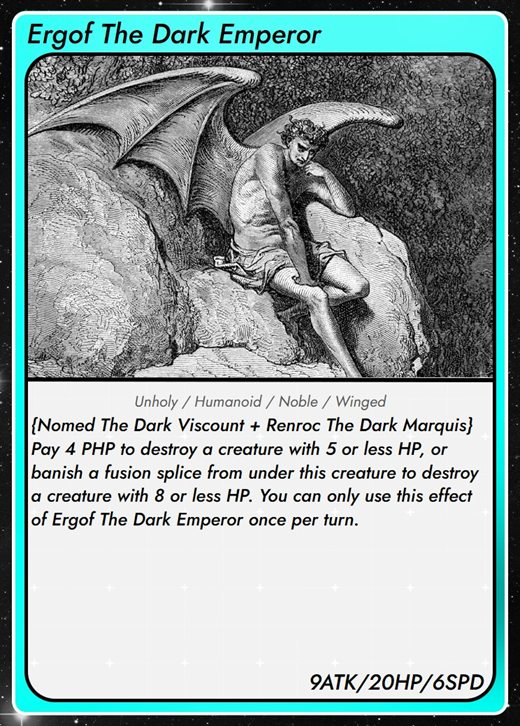 Ergof The Dark Emperor
Unholy / Humanoid / Noble / Winged
{Nomed The Dark Viscount + Renroc The Dark Marquis}
Pay 4 PHP to destroy a creature with 5 or less HP, or
banish a fusion splice from under this creature to destroy
a creature with 8 or less HP. You can only use this effect
of Ergof The Dark Emperor once per turn.
9ATK/20HP/6SPD